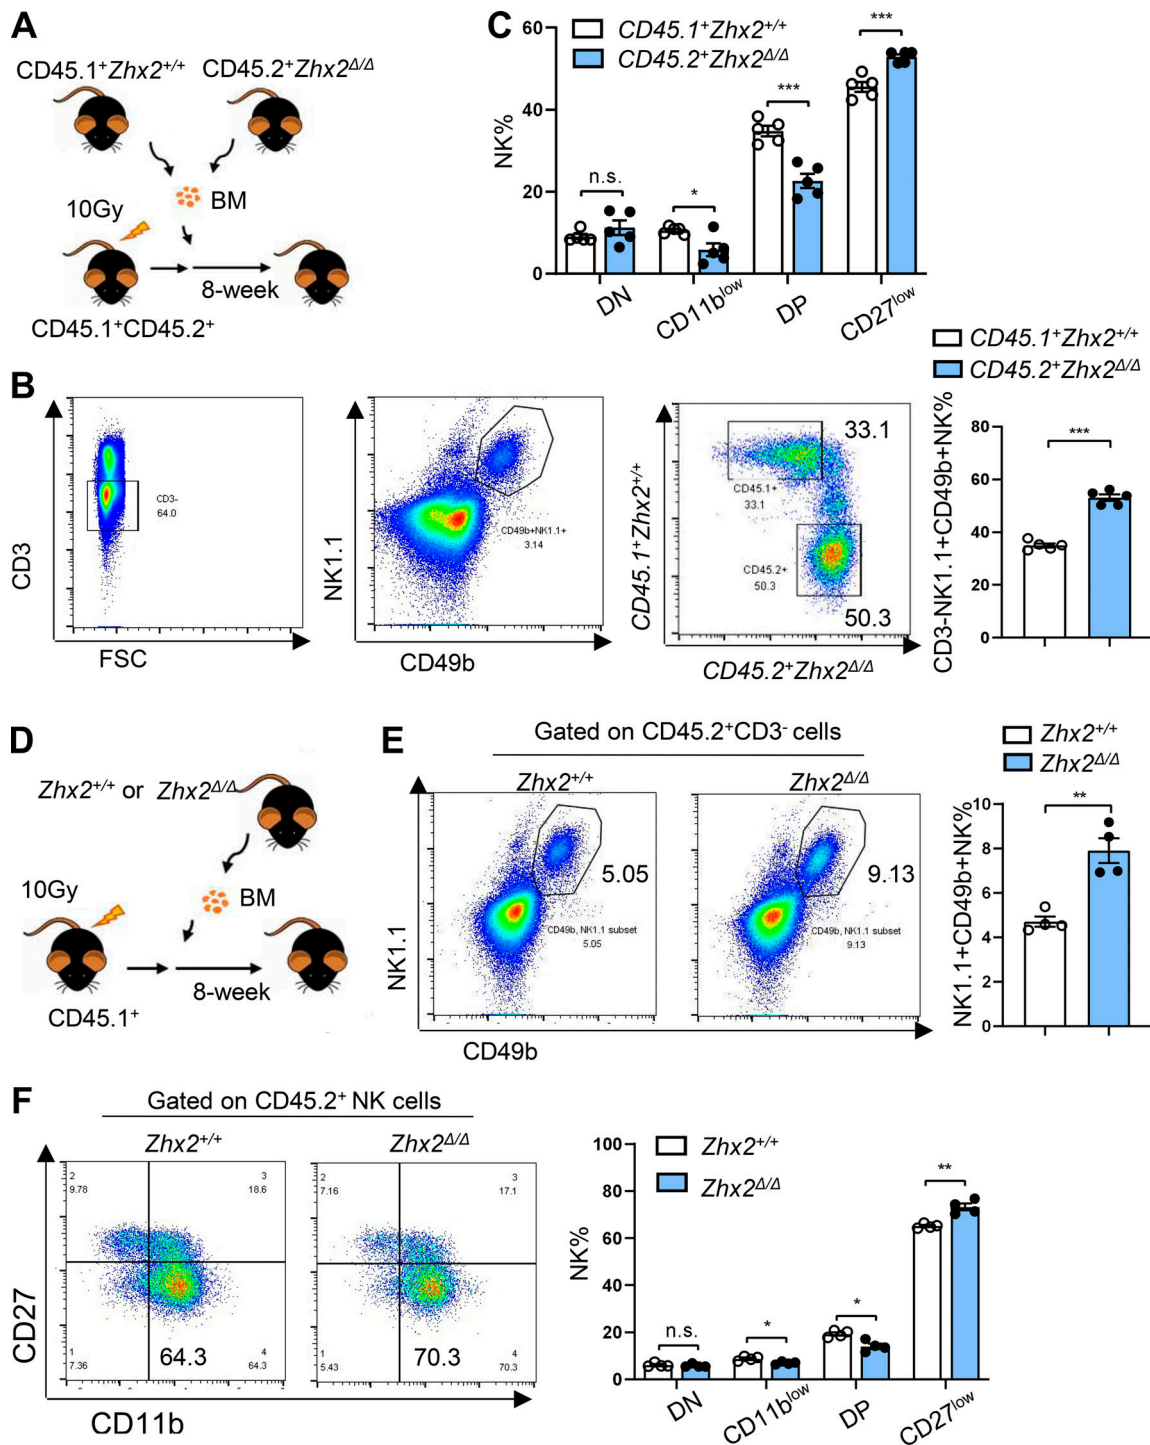 A
CD45.1⁺Zhx2⁺/⁺
CD45.2⁺Zhx2Δ/Δ
10Gy
BM
8-week
CD45.1⁺CD45.2⁺
C
CD45.1⁺Zhx2⁺/⁺
CD45.2⁺Zhx2Δ/Δ
NK%
60
40
20
0
n.s.
*
***
***
DN
CD11b^low
DP
CD27^low
B
CD3
FSC
CD3-
64.0
NK1.1
CD49b
CD49b+NK1.1+
3.14
CD45.1⁺Zhx2⁺/⁺
CD45.2⁺Zhx2Δ/Δ
33.1
CD45.1+
33.1
CD45.2+
50.3
50.3
CD45.1⁺Zhx2⁺/⁺
CD45.2⁺Zhx2Δ/Δ
CD3-NK1.1+CD49b+NK%
80
60
40
20
0
***
D
Zhx2⁺/⁺ or Zhx2Δ/Δ
10Gy
BM
8-week
CD45.1⁺
E
Gated on CD45.2⁺CD3⁻ cells
Zhx2⁺/⁺
Zhx2Δ/Δ
NK1.1
CD49b
5.05
CD49b, NK1.1 subset
5.05
9.13
CD49b, NK1.1 subset
9.13
Zhx2⁺/⁺
Zhx2Δ/Δ
NK1.1+CD49b+NK%
10
8
6
4
2
0
**
F
Gated on CD45.2⁺ NK cells
Zhx2⁺/⁺
Zhx2Δ/Δ
CD27
CD11b
2
9.78
3
18.6
1
7.36
64.3
4
64.3
2
7.16
3
17.1
1
5.43
70.3
4
70.3
Zhx2⁺/⁺
Zhx2Δ/Δ
NK%
100
80
60
40
20
0
n.s.
*
*
**
DN
CD11b^low
DP
CD27^low